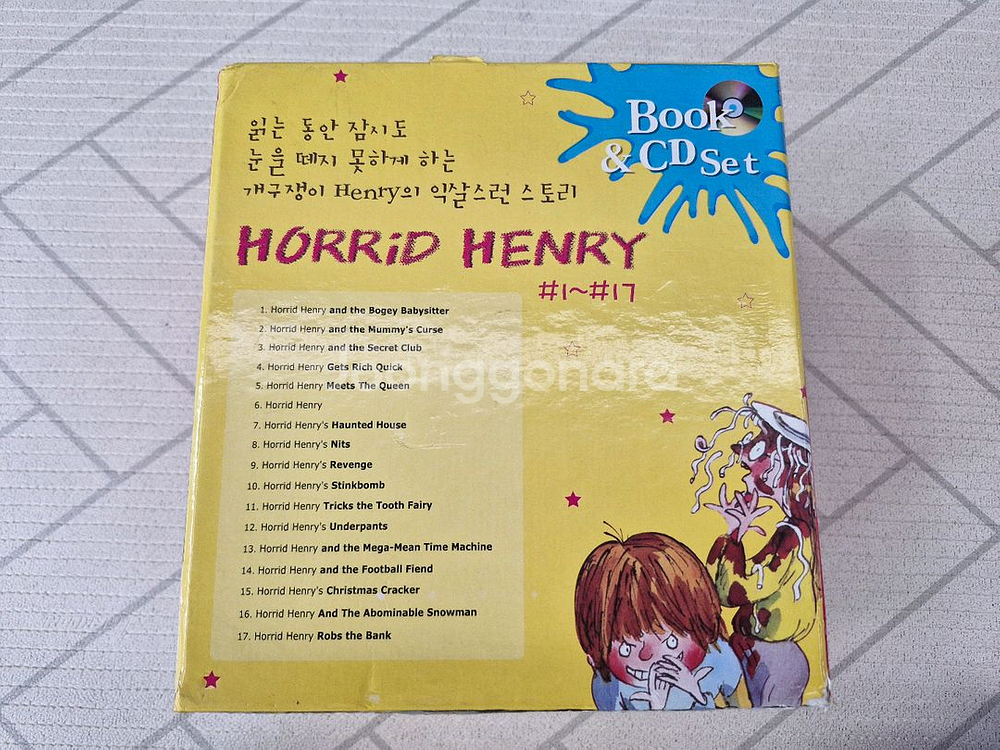 읽는 동안 잠시도
눈을 떼지 못하게 하는
개구쟁이 Henry의 익살스런 스토리
Book
& CD Set
HORRiD HENRY
#1~#17
1. Horrid Henry and the Bogey Babysitter
2. Horrid Henry and the Mummy's Curse
3. Horrid Henry and the Secret Club
4. Horrid Henry Gets Rich Quick
5. Horrid Henry Meets The Queen
6. Horrid Henry
7. Horrid Henry's Haunted House
8. Horrid Henry's Nits
9. Horrid Henry's Revenge
10. Horrid Henry's Stinkbomb
11. Horrid Henry Tricks the Tooth Fairy
12. Horrid Henry's Underpants
13. Horrid Henry and the Mega-Mean Time Machine
14. Horrid Henry and the Football Fiend
15. Horrid Henry's Christmas Cracker
16. Horrid Henry And The Abominable Snowman
17. Horrid Henry Robs the Bank
joonggonara